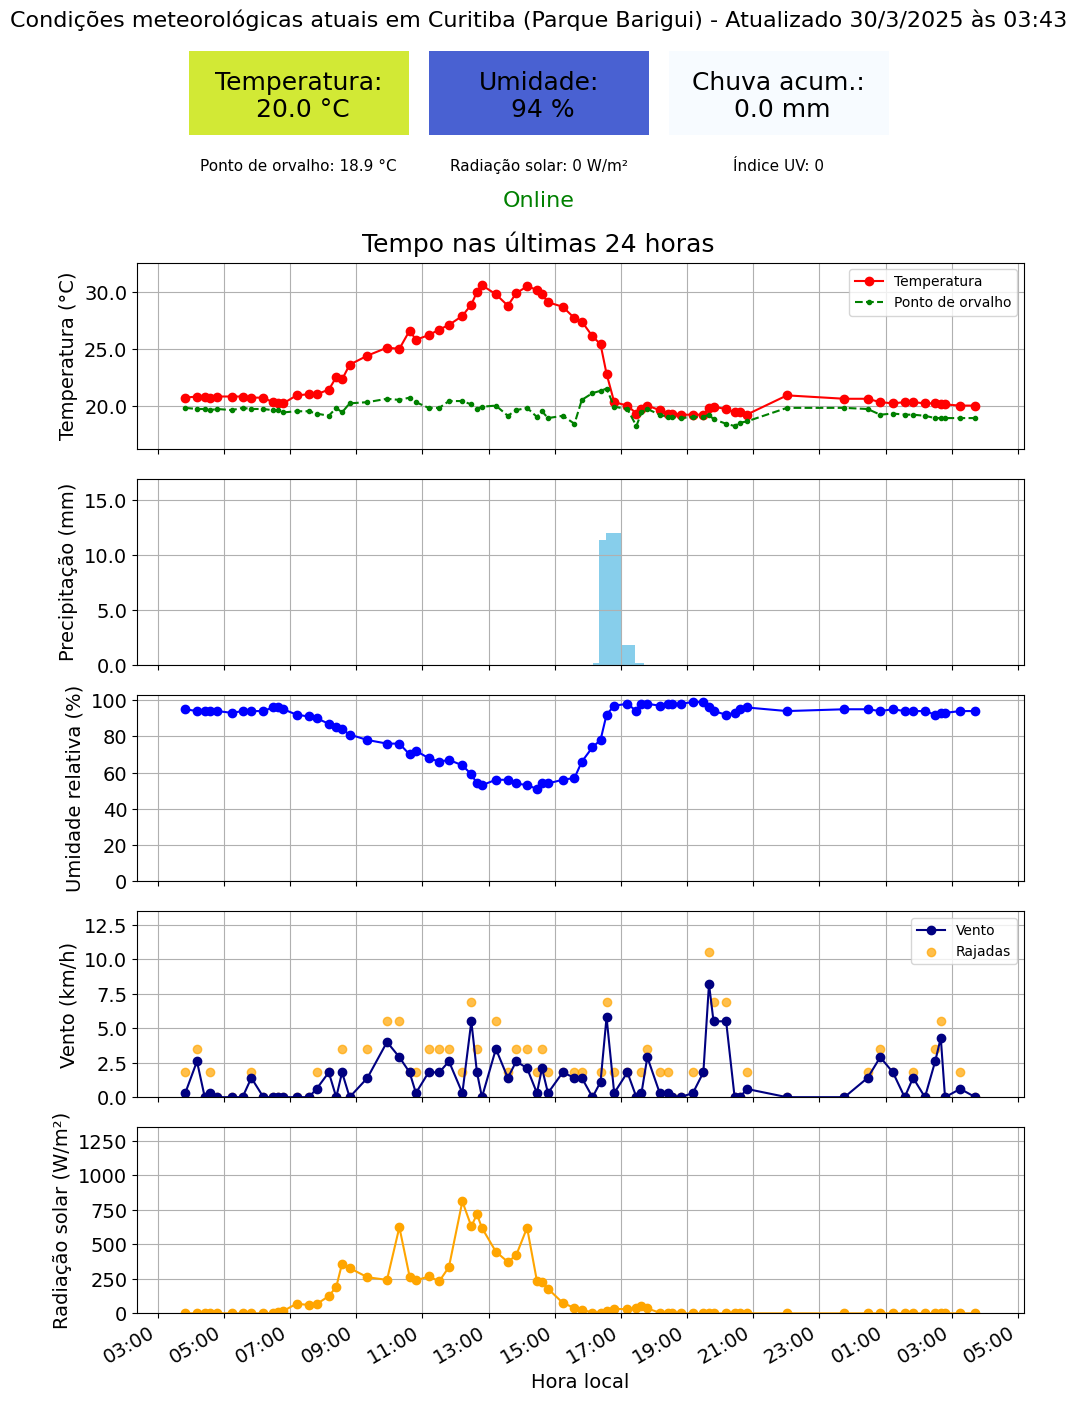 Condições meteorológicas atuais em Curitiba (Parque Barigui) - Atualizado 30/3/2025 às 03:43
Temperatura:
20.0 °C
Umidade:
94 %
Chuva acum.:
0.0 mm
Ponto de orvalho: 18.9 °C
Radiação solar: 0 W/m²
Índice UV: 0
Online
Tempo nas últimas 24 horas
Temperatura (°C)
30.0
25.0
20.0
Temperatura
Ponto de orvalho
Precipitação (mm)
15.0
10.0
5.0
0.0
Umidade relativa (%)
100
80
60
40
20
0
Vento (km/h)
12.5
10.0
7.5
5.0
2.5
0.0
Vento
Rajadas
Radiação solar (W/m²)
1250
1000
750
500
250
0
03:00
05:00
07:00
09:00
11:00
13:00
15:00
17:00
19:00
21:00
23:00
01:00
03:00
05:00
Hora local